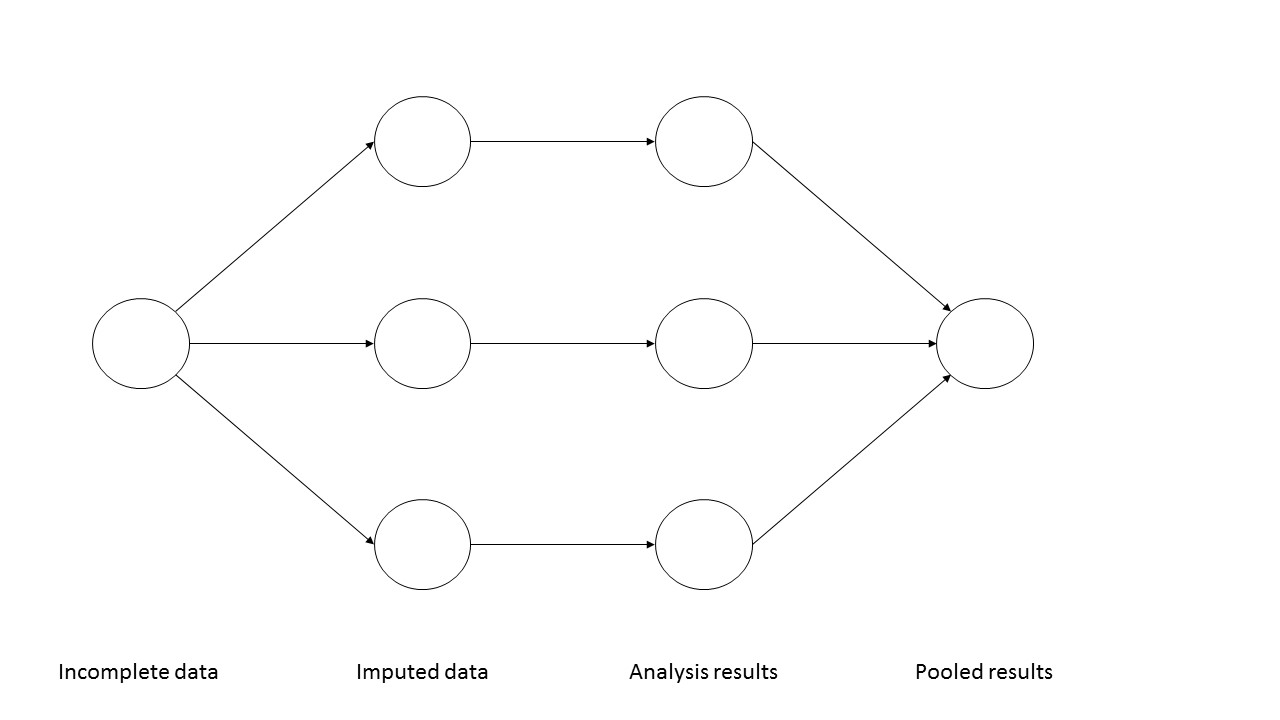 Incomplete data
Imputed data
Analysis results
Pooled results